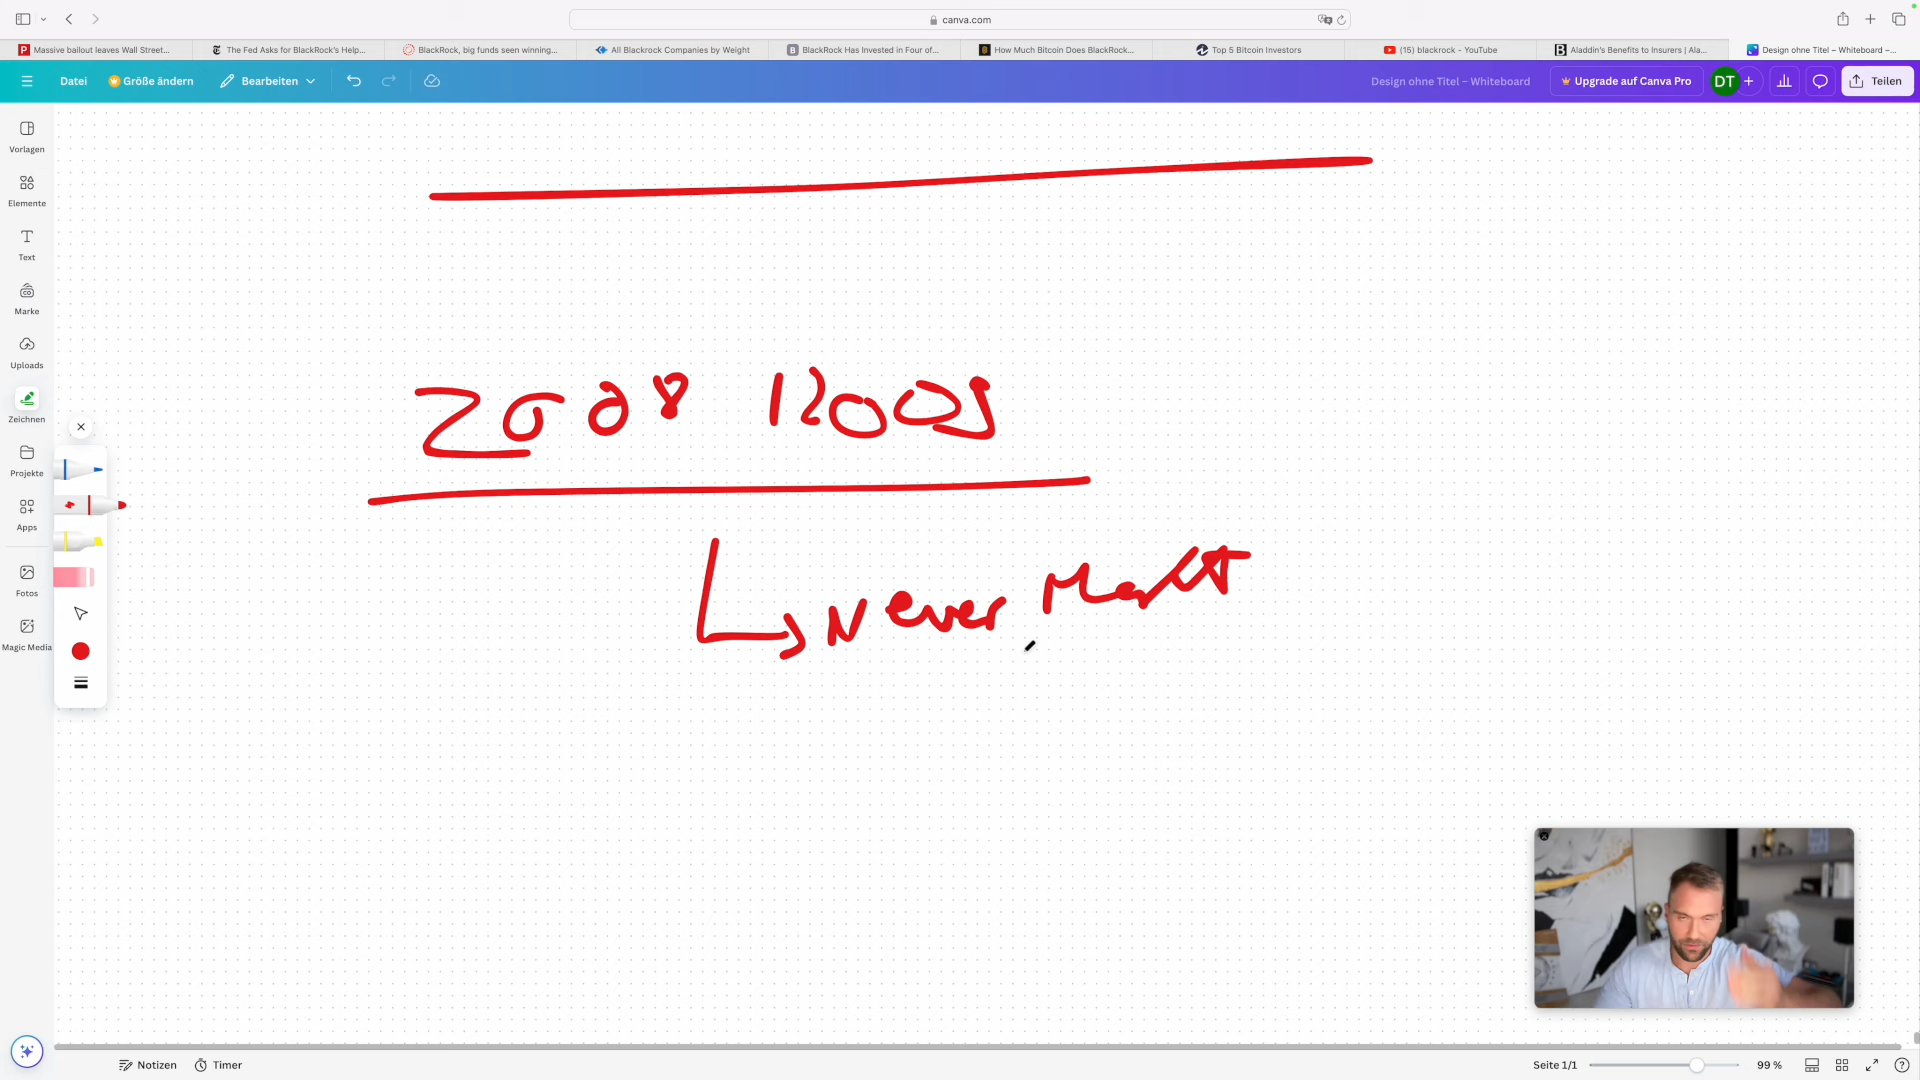 canva.com
Massive bailout leaves Wall Street...
The Fed Asks for BlackRock's Help...
BlackRock, big funds seen winning...
All Blackrock Companies by Weight
BlackRock Has Invested in Four of...
How Much Bitcoin Does BlackRock...
Top 5 Bitcoin Investors
(15) blackrock - YouTube
Aladdin's Benefits to Insurers | Ala...
Design ohne Titel – Whiteboard –...
Datei
Größe ändern
Bearbeiten
Design ohne Titel – Whiteboard
Upgrade auf Canva Pro
DT
Teilen
Vorlagen
Elemente
Text
Marke
Uploads
Zeichnen
Projekte
Apps
Fotos
Magic Media
2008
Never Markt
Notizen
Timer
Seite 1/1
99 %